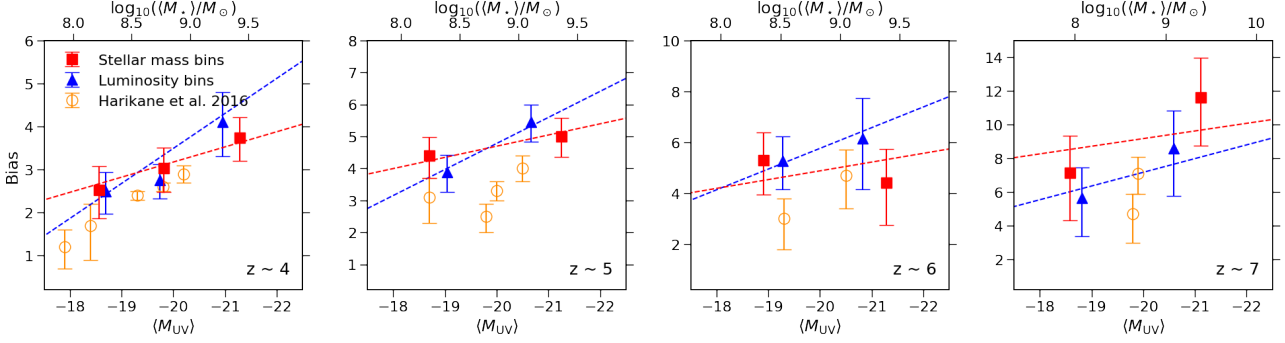 log₁₀(⟨M⋆⟩/M⊙) log₁₀(⟨M⋆⟩/M⊙) log₁₀(⟨M⋆⟩/M⊙) log₁₀(⟨M⋆⟩/M⊙)
8.0 8.5 9.0 9.5 8.0 8.5 9.0 9.5 8.0 8.5 9.0 9.5 8 9 10
Bias
6
5
4
3
2
1
Stellar mass bins
Luminosity bins
Harikane et al. 2016
z ~ 4
−18 −19 −20 −21 −22
⟨M_UV⟩
8
7
6
5
4
3
2
1
z ~ 5
−18 −19 −20 −21 −22
⟨M_UV⟩
10
8
6
4
2
z ~ 6
−18 −19 −20 −21 −22
⟨M_UV⟩
14
12
10
8
6
4
2
z ~ 7
−18 −19 −20 −21 −22
⟨M_UV⟩